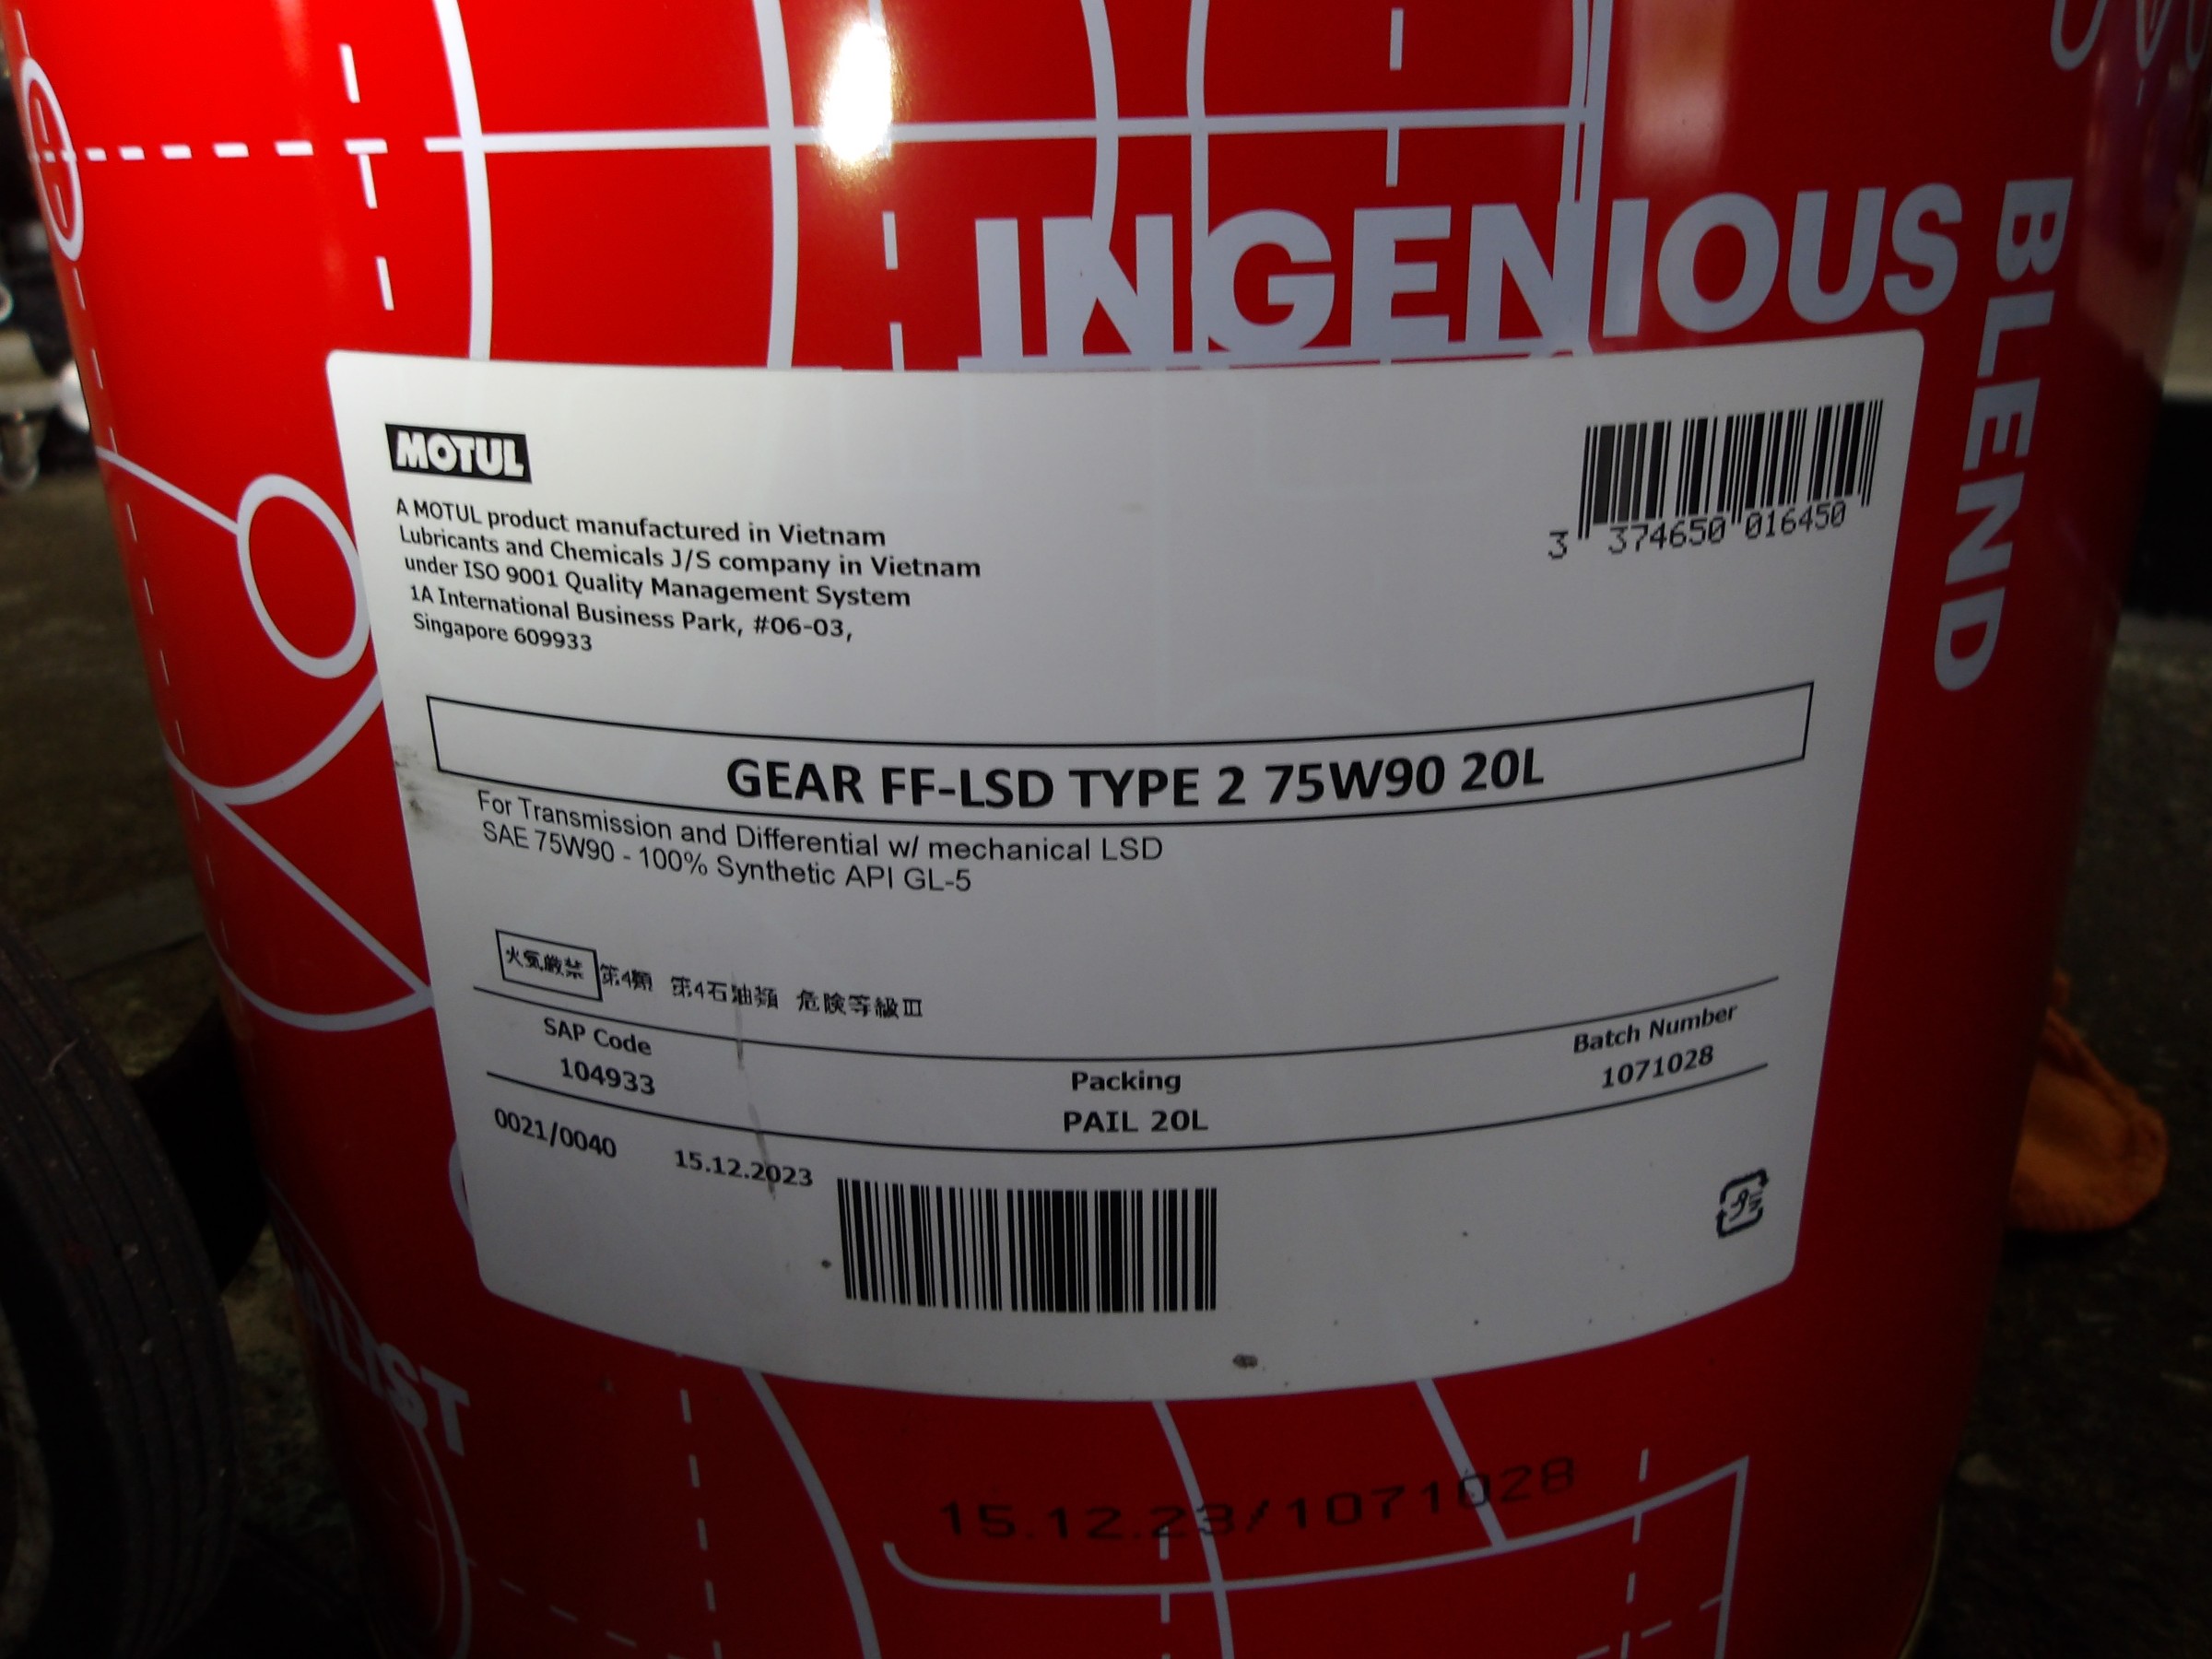 INGENIOUS
BLEND
MOTUL
A MOTUL product manufactured in Vietnam
Lubricants and Chemicals J/S company in Vietnam
under ISO 9001 Quality Management System
1A International Business Park, #06-03,
Singapore 609933
3 374650 016450
GEAR FF-LSD TYPE 2 75W90 20L
For Transmission and Differential w/ mechanical LSD
SAE 75W90 - 100% Synthetic API GL-5
火気厳禁 第4類 第4石油類 危険等級III
SAP Code
104933
Packing
PAIL 20L
Batch Number
1071028
0021/0040 15.12.2023
15.12.23/1071028